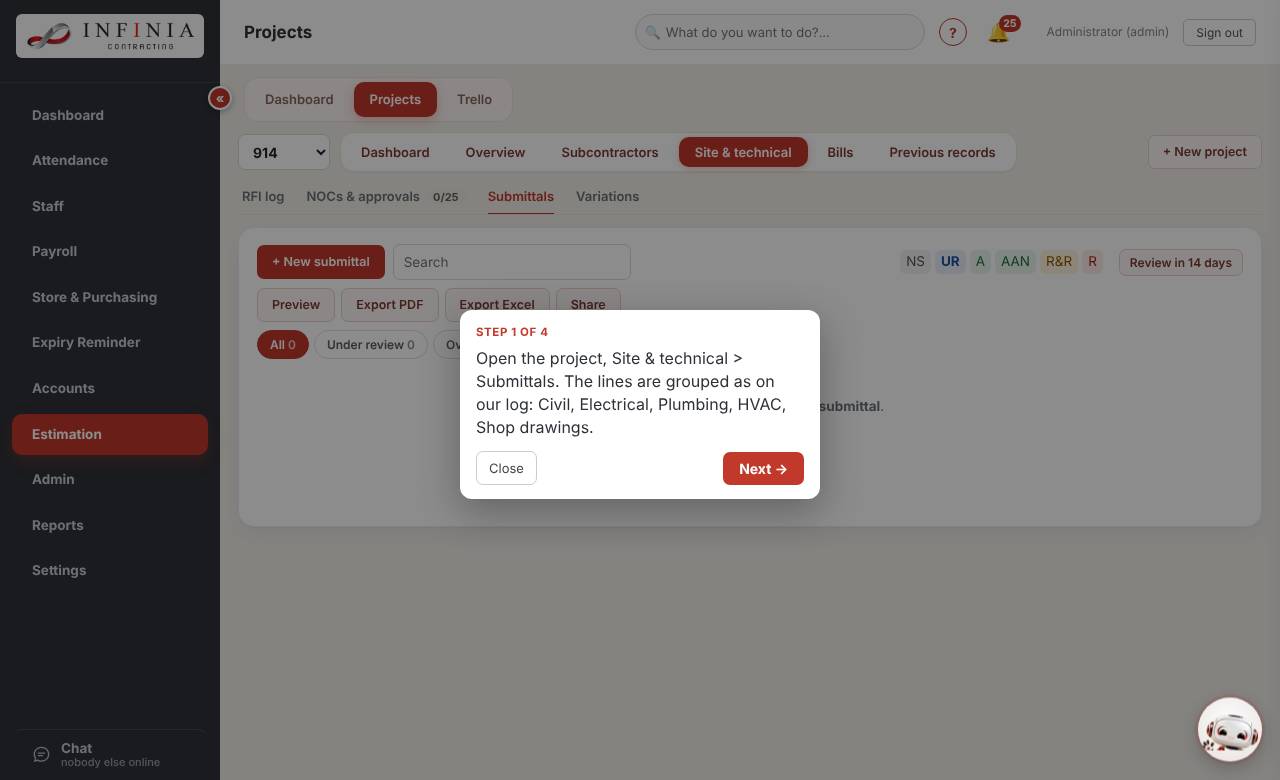 INFINIA
CONTRACTING
Projects
What do you want to do?...
?
25
Administrator (admin)
Sign out
«
Dashboard
Attendance
Staff
Payroll
Store & Purchasing
Expiry Reminder
Accounts
Estimation
Admin
Reports
Settings
Chat
nobody else online
Dashboard
Projects
Trello
914
Dashboard
Overview
Subcontractors
Site & technical
Bills
Previous records
+ New project
RFI log
NOCs & approvals 0/25
Submittals
Variations
+ New submittal
Search
NS
UR
A
AAN
R&R
R
Review in 14 days
Preview
Export PDF
Export Excel
Share
All 0
Under review 0
submittal.
STEP 1 OF 4
Open the project, Site & technical >
Submittals. The lines are grouped as on
our log: Civil, Electrical, Plumbing, HVAC,
Shop drawings.
Close
Next →